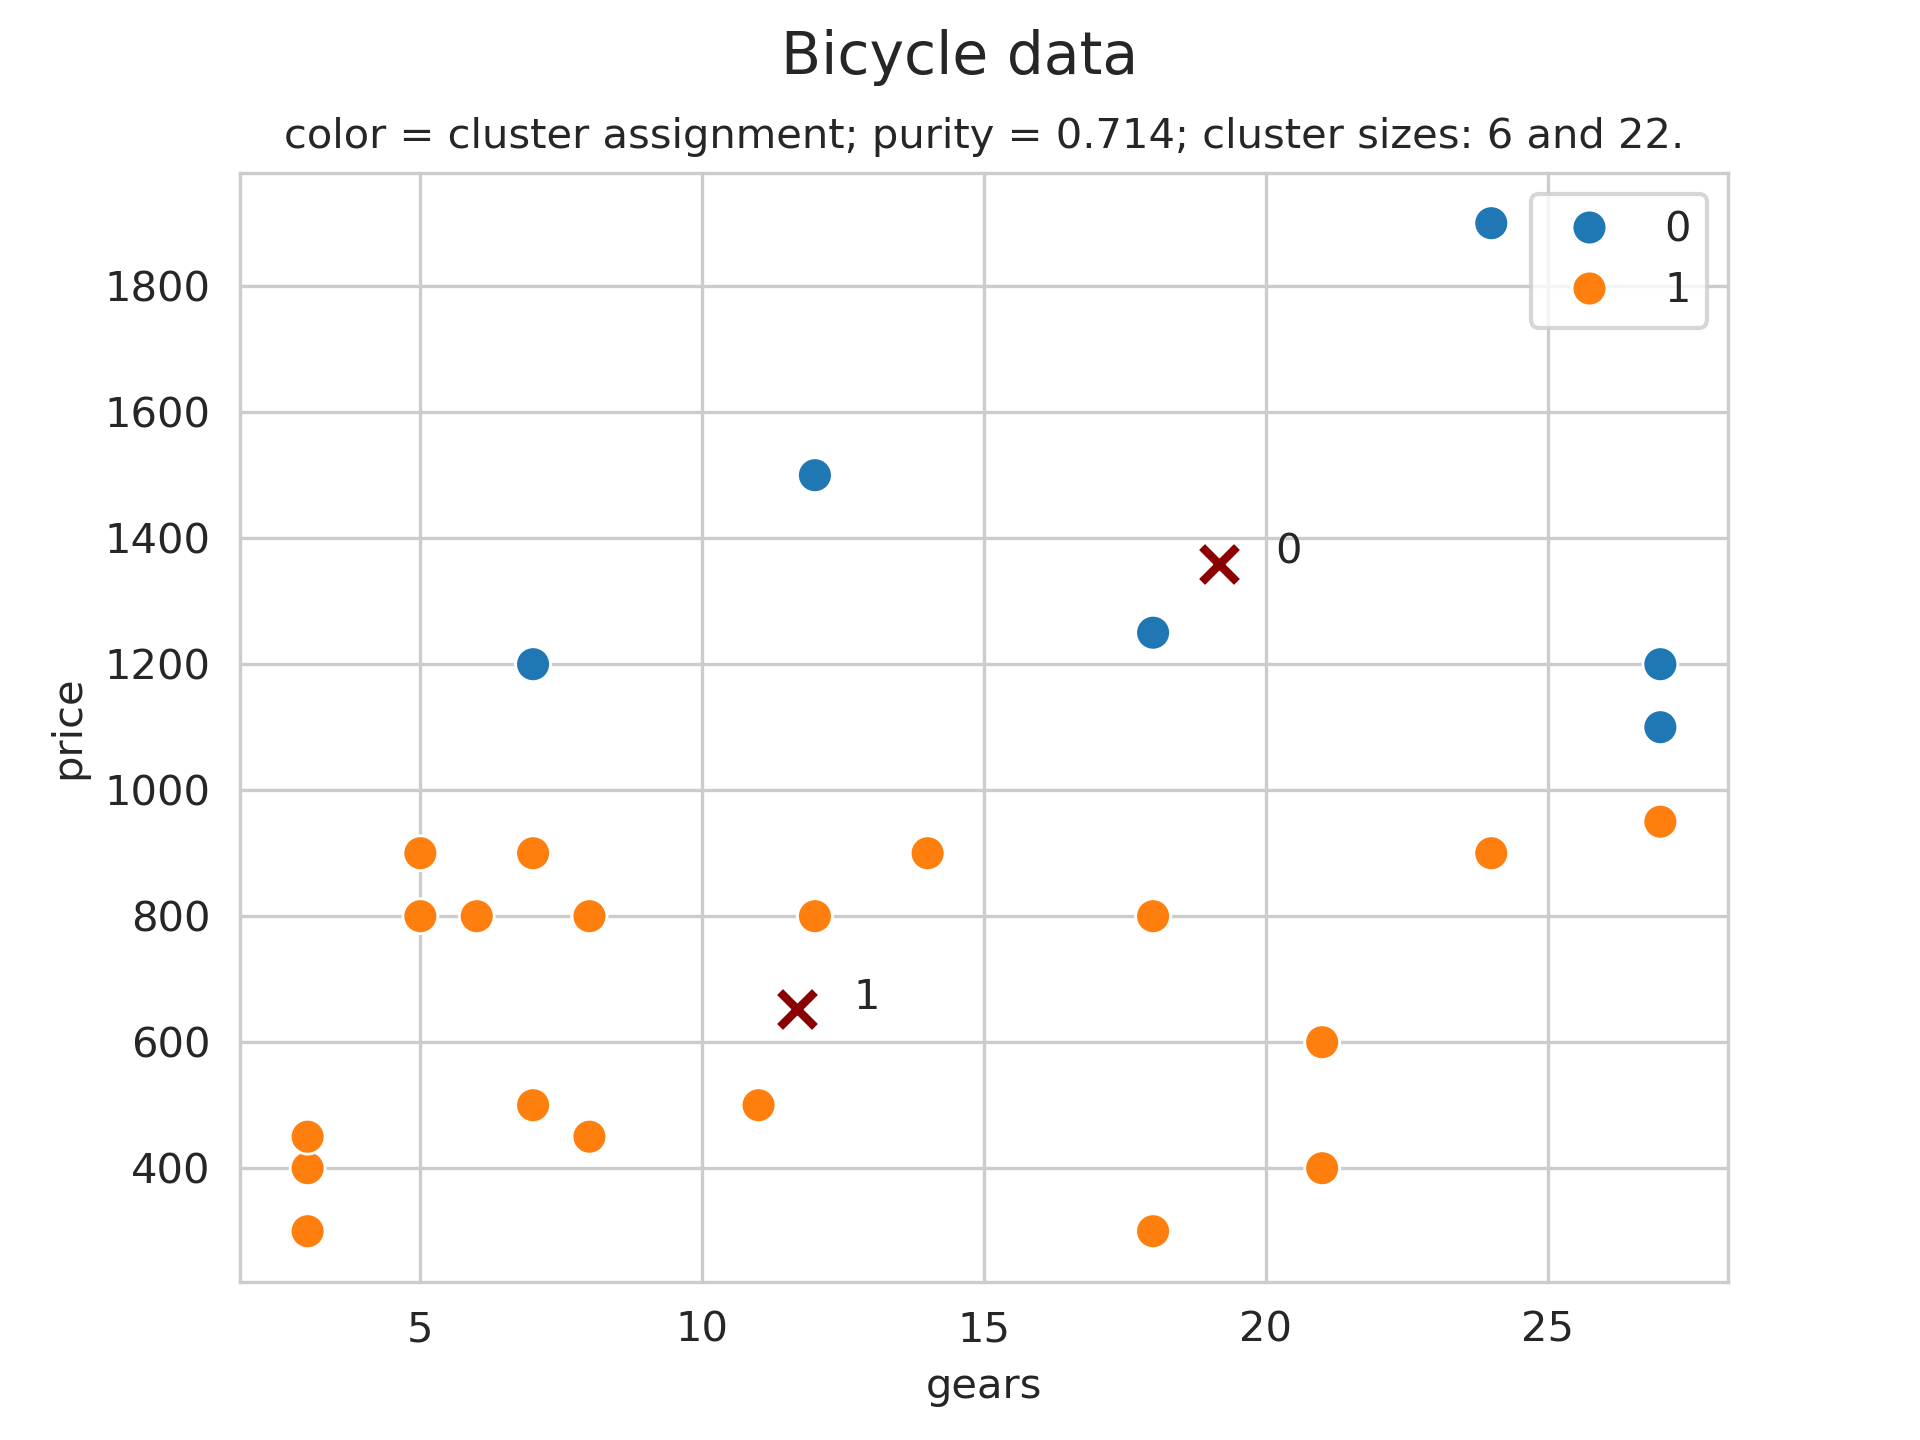 Bicycle data
color = cluster assignment; purity = 0.714; cluster sizes: 6 and 22.
0
1
1800
1600
1400
1200
1000
800
600
400
price
0
1
5 10 15 20 25
gears